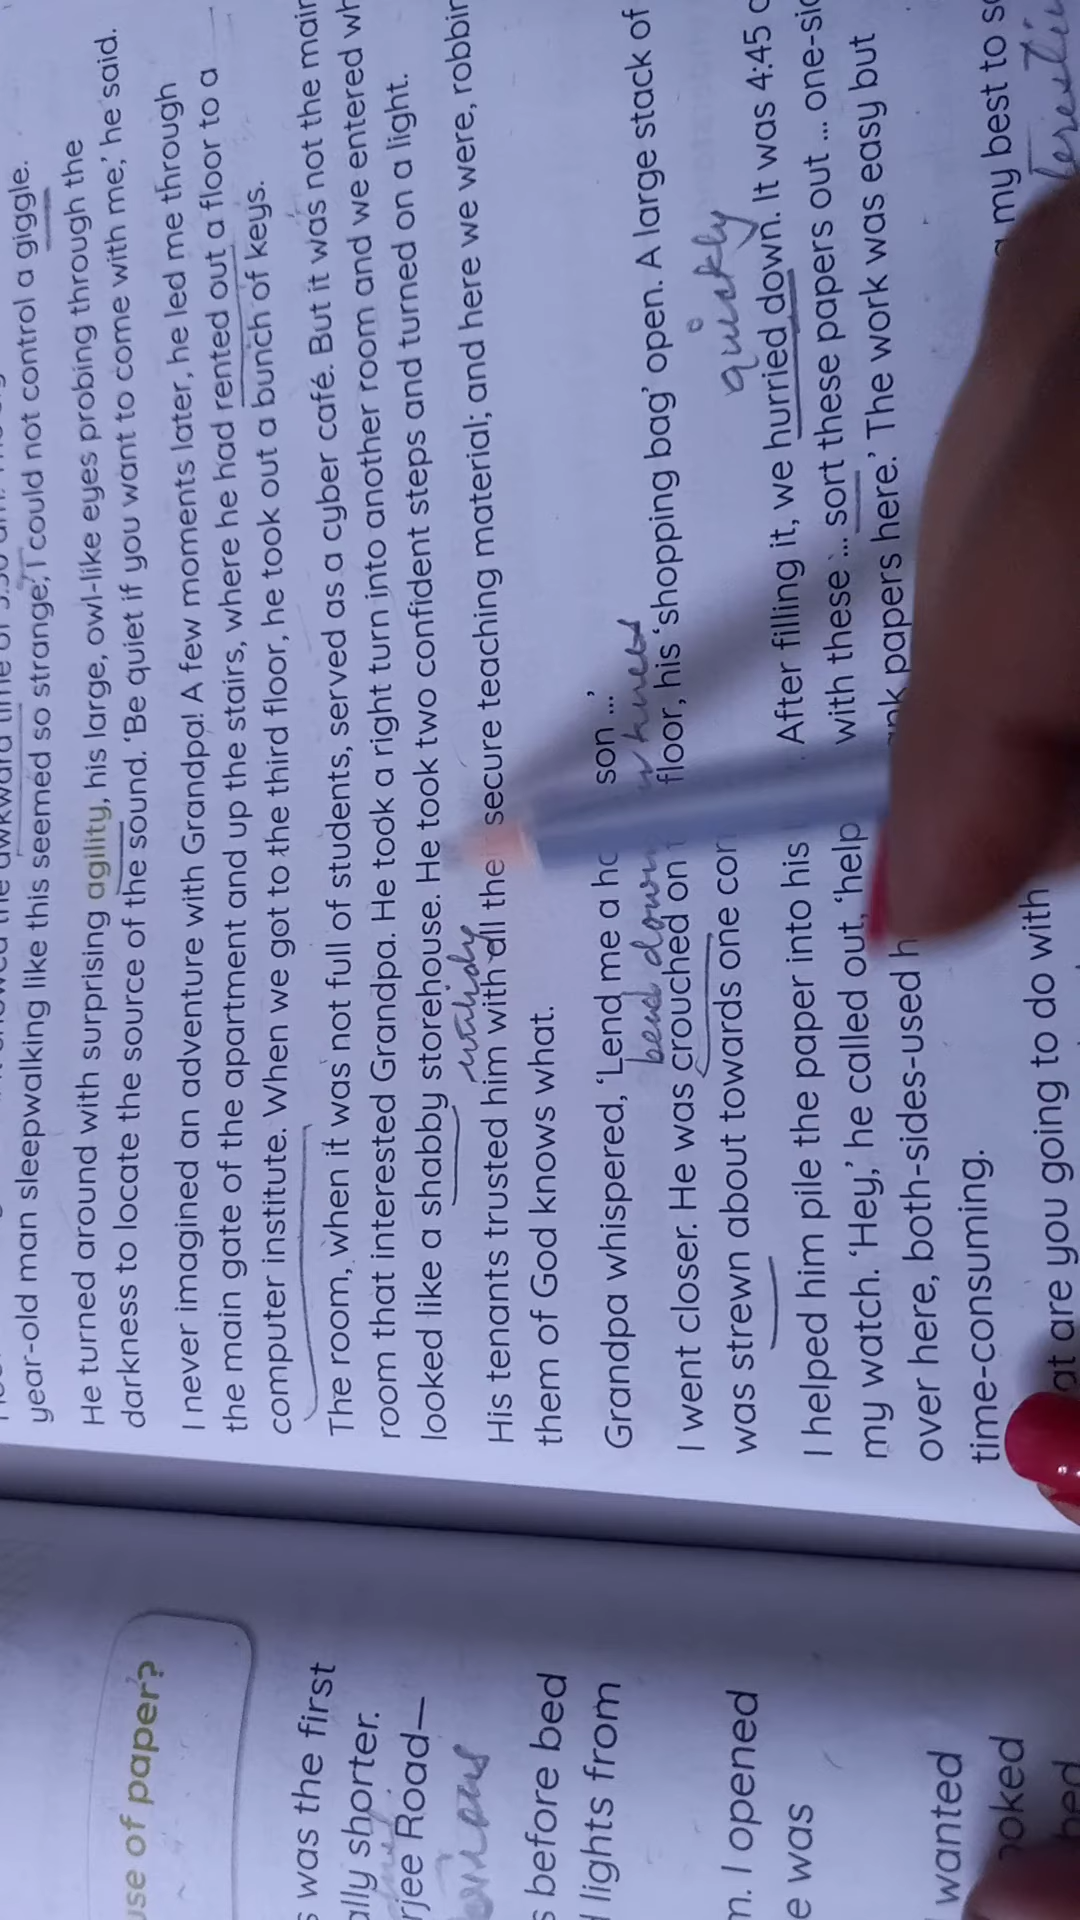 year-old man sleepwalking like this seemed so strange, I could not control a giggle.
He turned around with surprising agility, his large, owl-like eyes probing through the
darkness to locate the source of the sound. ‘Be quiet if you want to come with me,’ he said.
I never imagined an adventure with Grandpa! A few moments later, he led me through
the main gate of the apartment and up the stairs, where he had rented out a floor to a
computer institute. When we got to the third floor, he took out a bunch of keys.
The room, when it was not full of students, served as a cyber café. But it was not the main
room that interested Grandpa. He took a right turn into another room and we entered
looked like a shabby storehouse. He took two confident steps and turned on a light.
untidy
His tenants trusted him with all the secure teaching material; and here we were,
them of God knows what.
Grandpa whispered, ‘Lend me a son ...’
bend down
I went closer. He was crouched on floor, his ‘shopping bag’ open. A large stack of
was strewn about towards one
quickly
I helped him pile the paper into his After filling it, we hurried down. It was 4:45
my watch. ‘Hey,’ he called out, ‘help with these ... sort these papers out ...
over here, both-sides-used papers here.’ The work was easy but
time-consuming.
are you going to do with my best to
use of paper?
was the first
shorter.
Road—
before bed
lights from
I opened
was
wanted